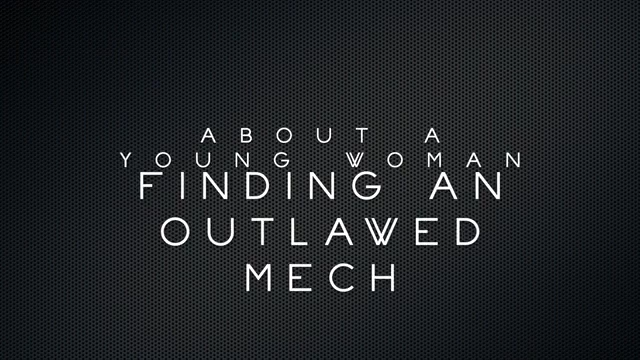 ABOUT A
YOUNG WOMAN
FINDING AN
OUTLAWED
MECH